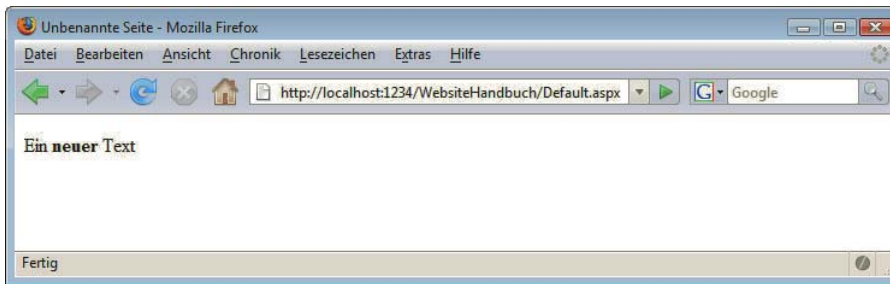 Unbenannte Seite - Mozilla Firefox
Datei Bearbeiten Ansicht Chronik Lesezeichen Extras Hilfe
http://localhost:1234/WebsiteHandbuch/Default.aspx G Google
Ein neuer Text
Fertig